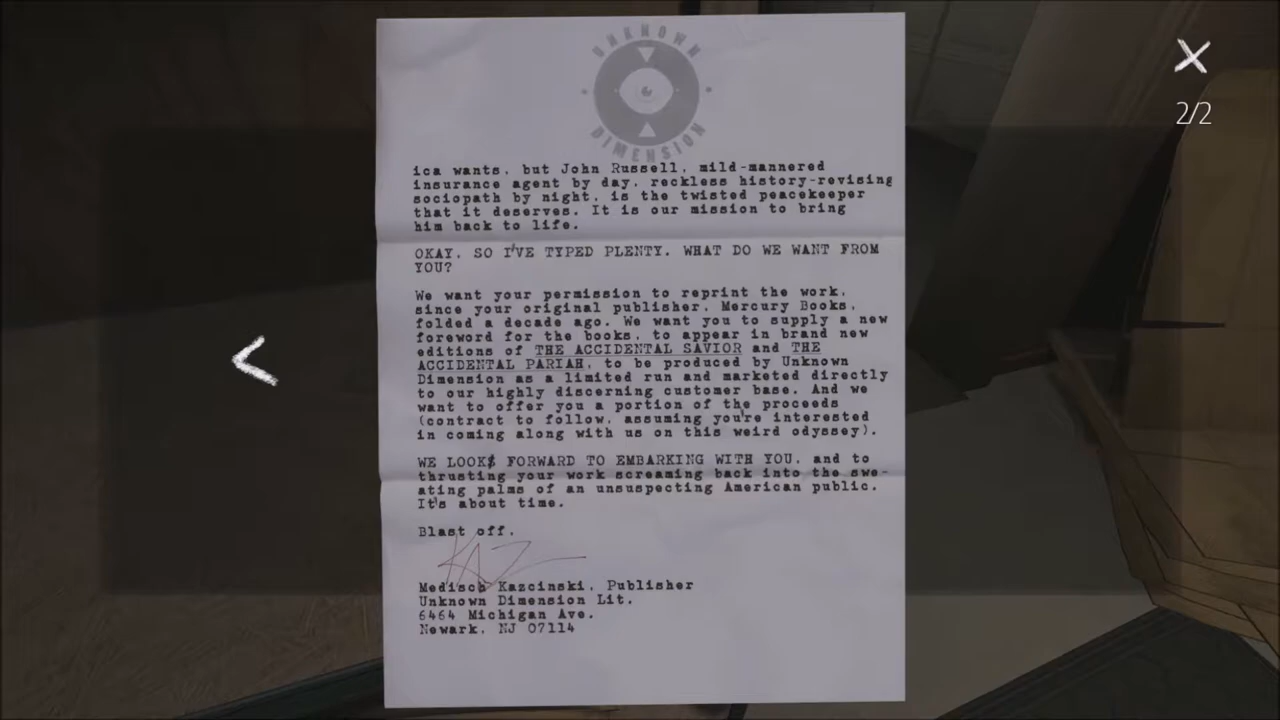 UNKNOWN
DIMENSION
2/2
ica wants, but John Russell, mild-mannered
insurance agent by day, reckless history-revising
sociopath by night, is the twisted peacekeeper
that it deserves. It is our mission to bring
him back to life.
OKAY, SO I'VE TYPED PLENTY. WHAT DO WE WANT FROM
YOU?
We want your permission to reprint the work,
since your original publisher, Mercury Books,
folded a decade ago. We want you to supply a new
foreword for the books, to appear in brand new
editions of THE ACCIDENTAL SAVIOR and THE
ACCIDENTAL PARIAH, to be produced by Unknown
Dimension as a limited run and marketed directly
to our highly discerning customer base. And we
want to offer you a portion of the proceeds
(contract to follow, assuming you're interested
in coming along with us on this weird odyssey).
WE LOOKS FORWARD TO EMBARKING WITH YOU, and to
thrusting your work screaming back into the swe-
ating palms of an unsuspecting American public.
It's about time.
Blast off,
KAZ
Medisch Kazcinski, Publisher
Unknown Dimension Lit.
6464 Michigan Ave.
Newark, NJ 07114